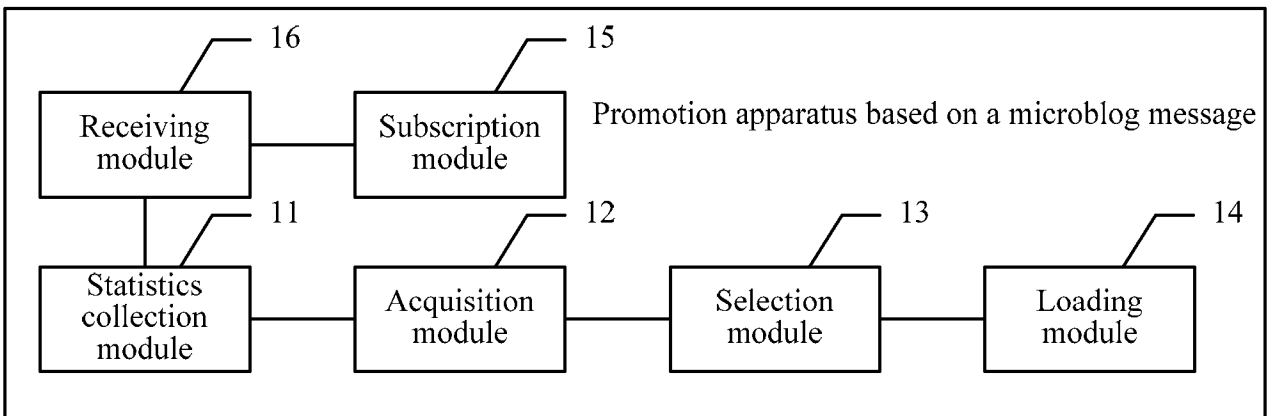 16
15
Receiving
module
Subscription
module
Promotion apparatus based on a microblog message
11
12
13
14
Statistics
collection
module
Acquisition
module
Selection
module
Loading
module